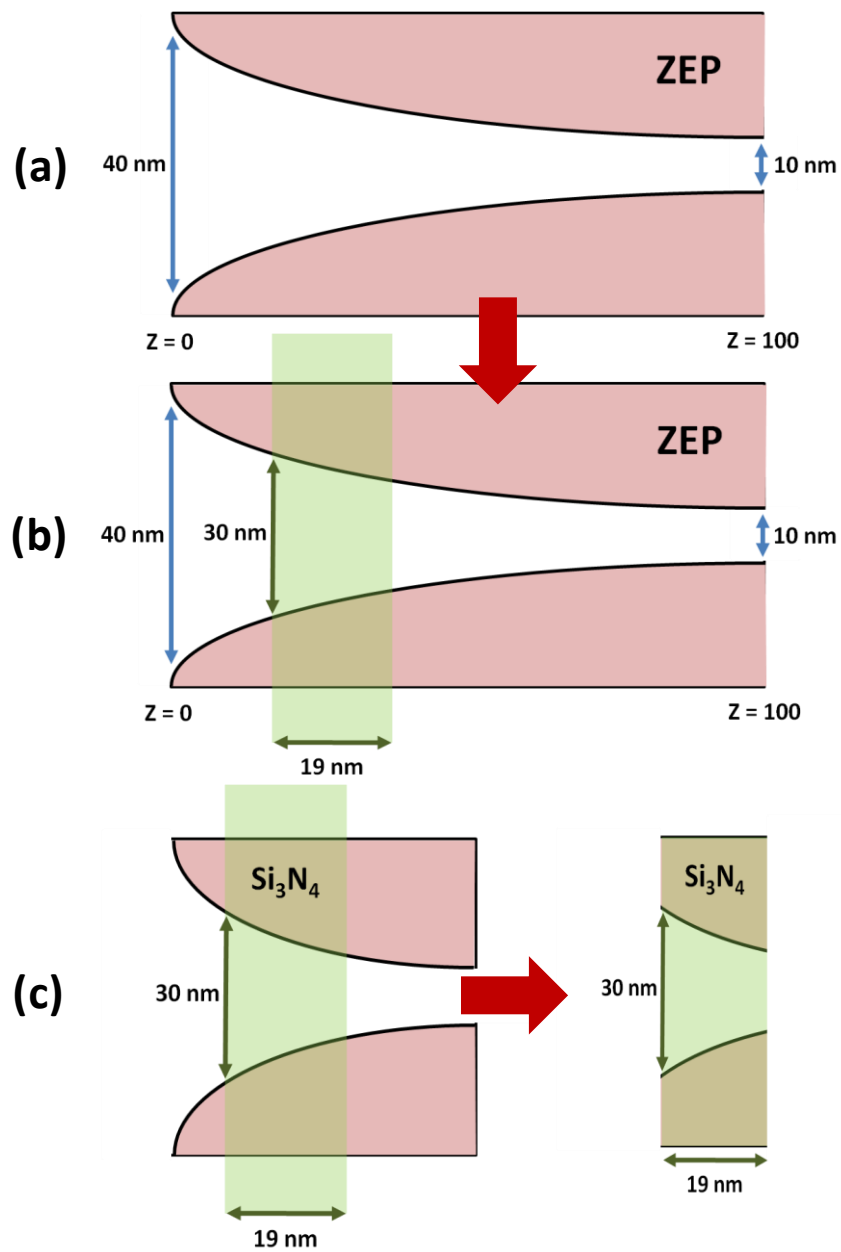 ZEP
(a)
40 nm
10 nm
Z = 0
Z = 100
ZEP
(b)
40 nm
30 nm
10 nm
Z = 0
Z = 100
19 nm
Si₃N₄
Si₃N₄
(c)
30 nm
30 nm
19 nm
19 nm